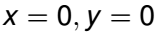 x = 0, y = 0